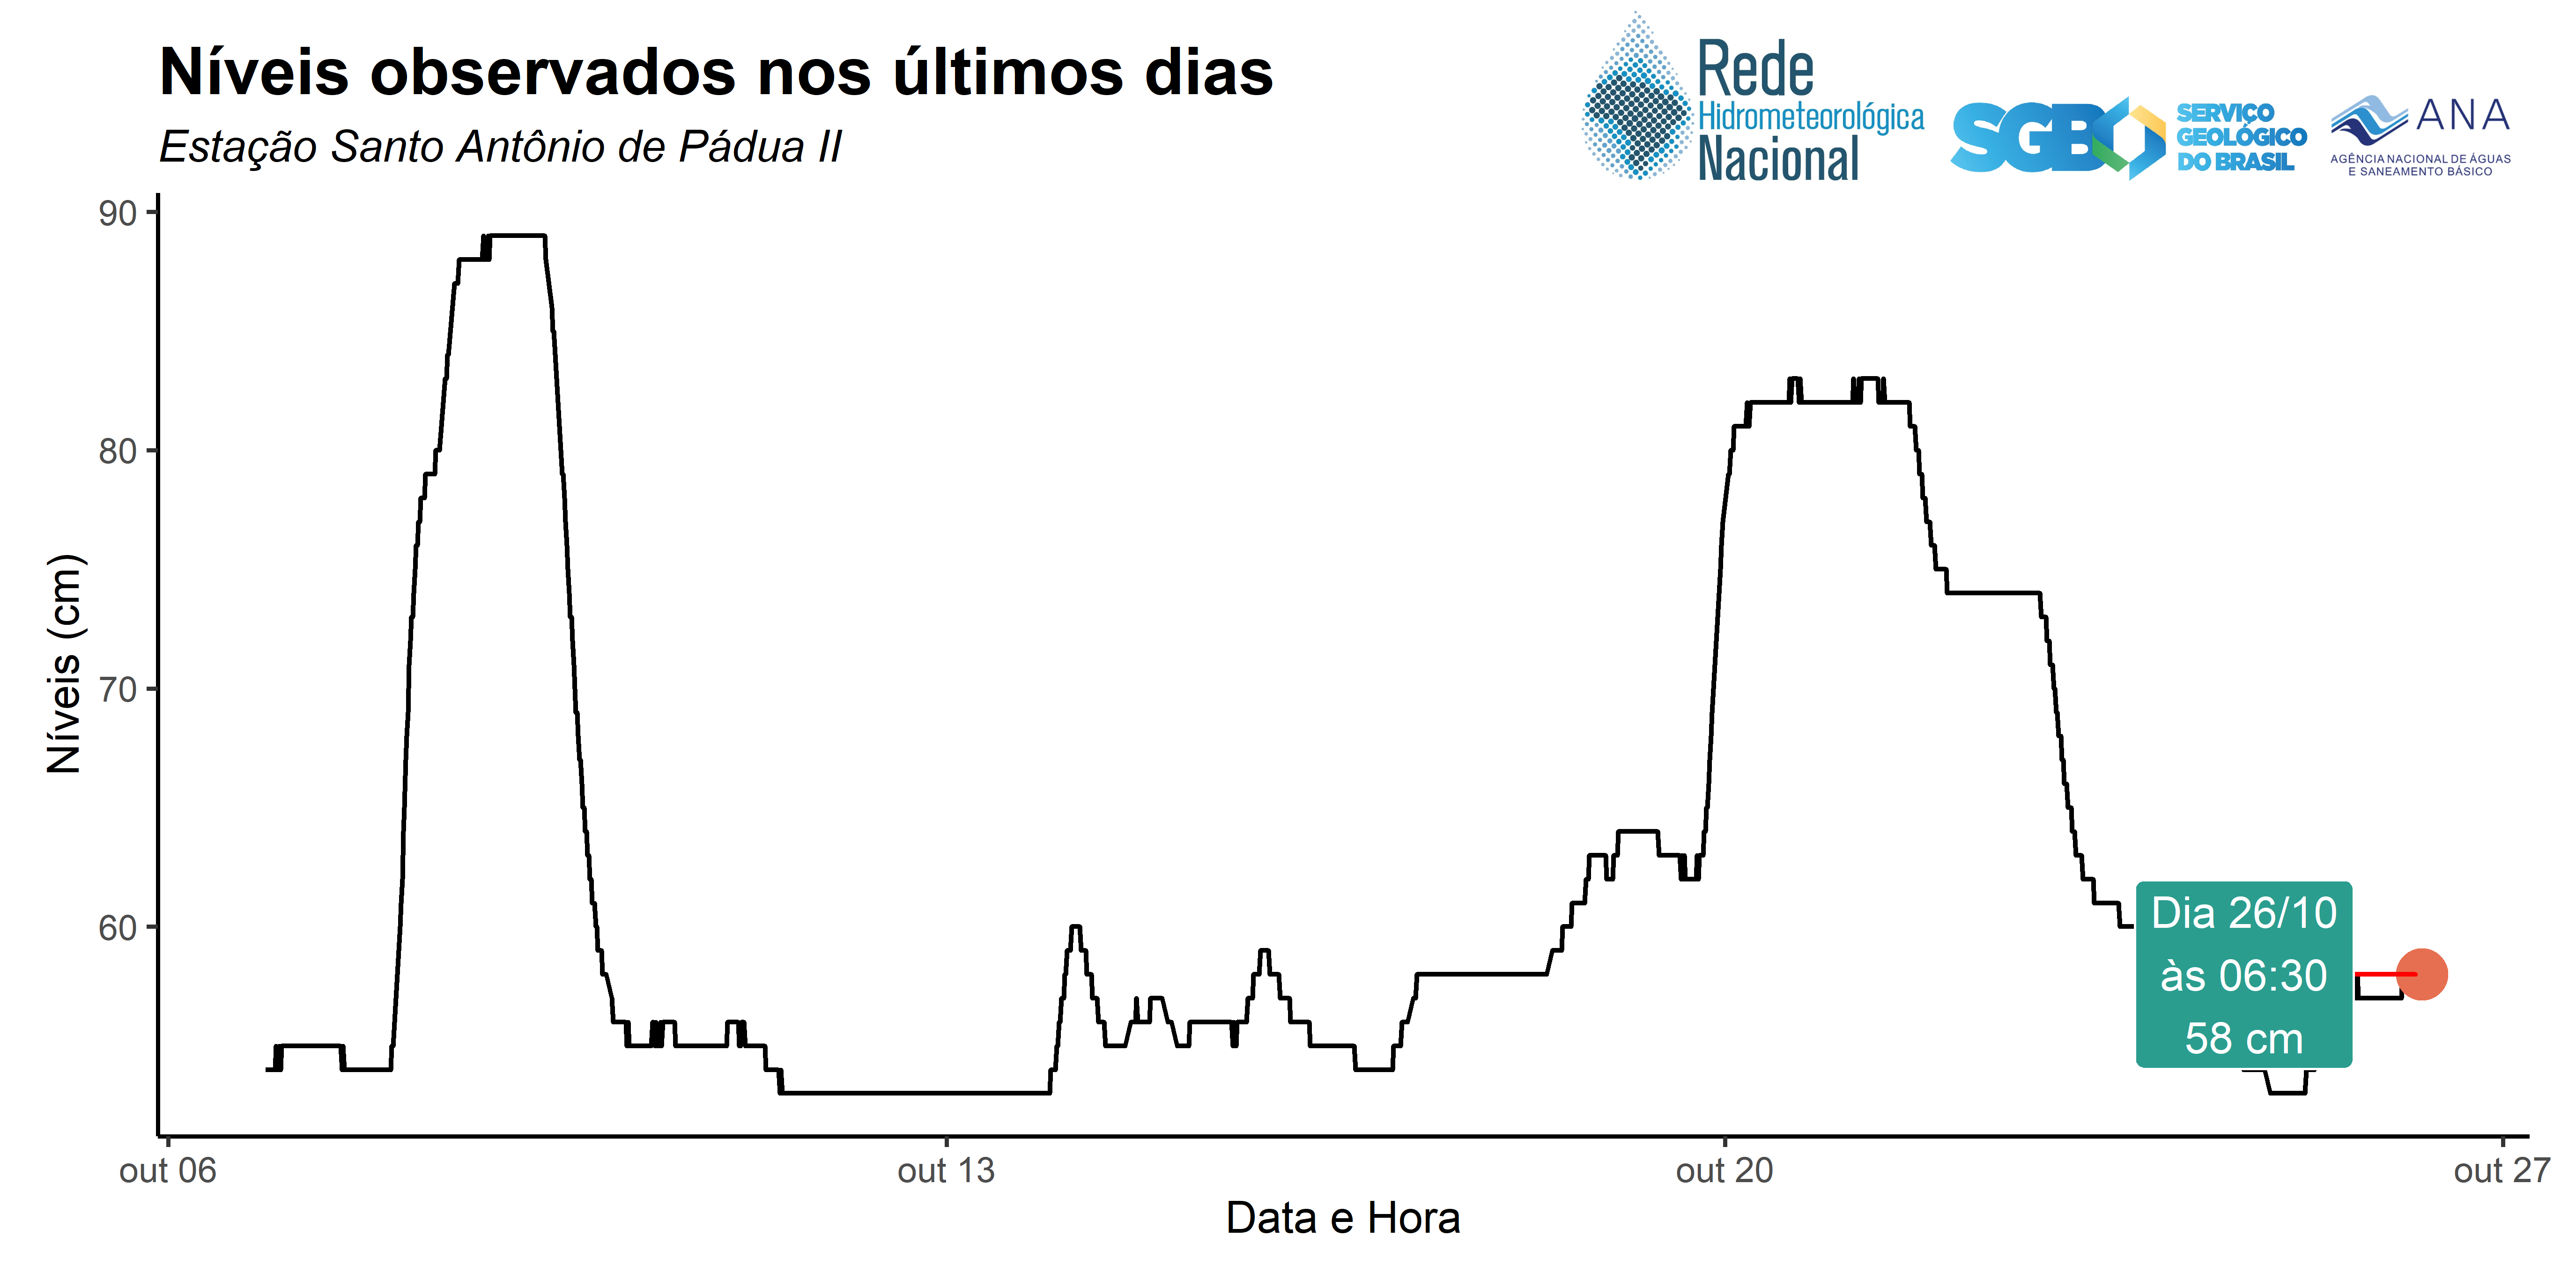 Níveis observados nos últimos dias
Estação Santo Antônio de Pádua II
Rede
Hidrometeorológica
Nacional
SGB
SERVIÇO
GEOLÓGICO
DO BRASIL
ANA
AGÊNCIA NACIONAL DE ÁGUAS
E SANEAMENTO BÁSICO
Níveis (cm)
90
80
70
60
Dia 26/10
às 06:30
58 cm
out 06
out 13
out 20
out 27
Data e Hora